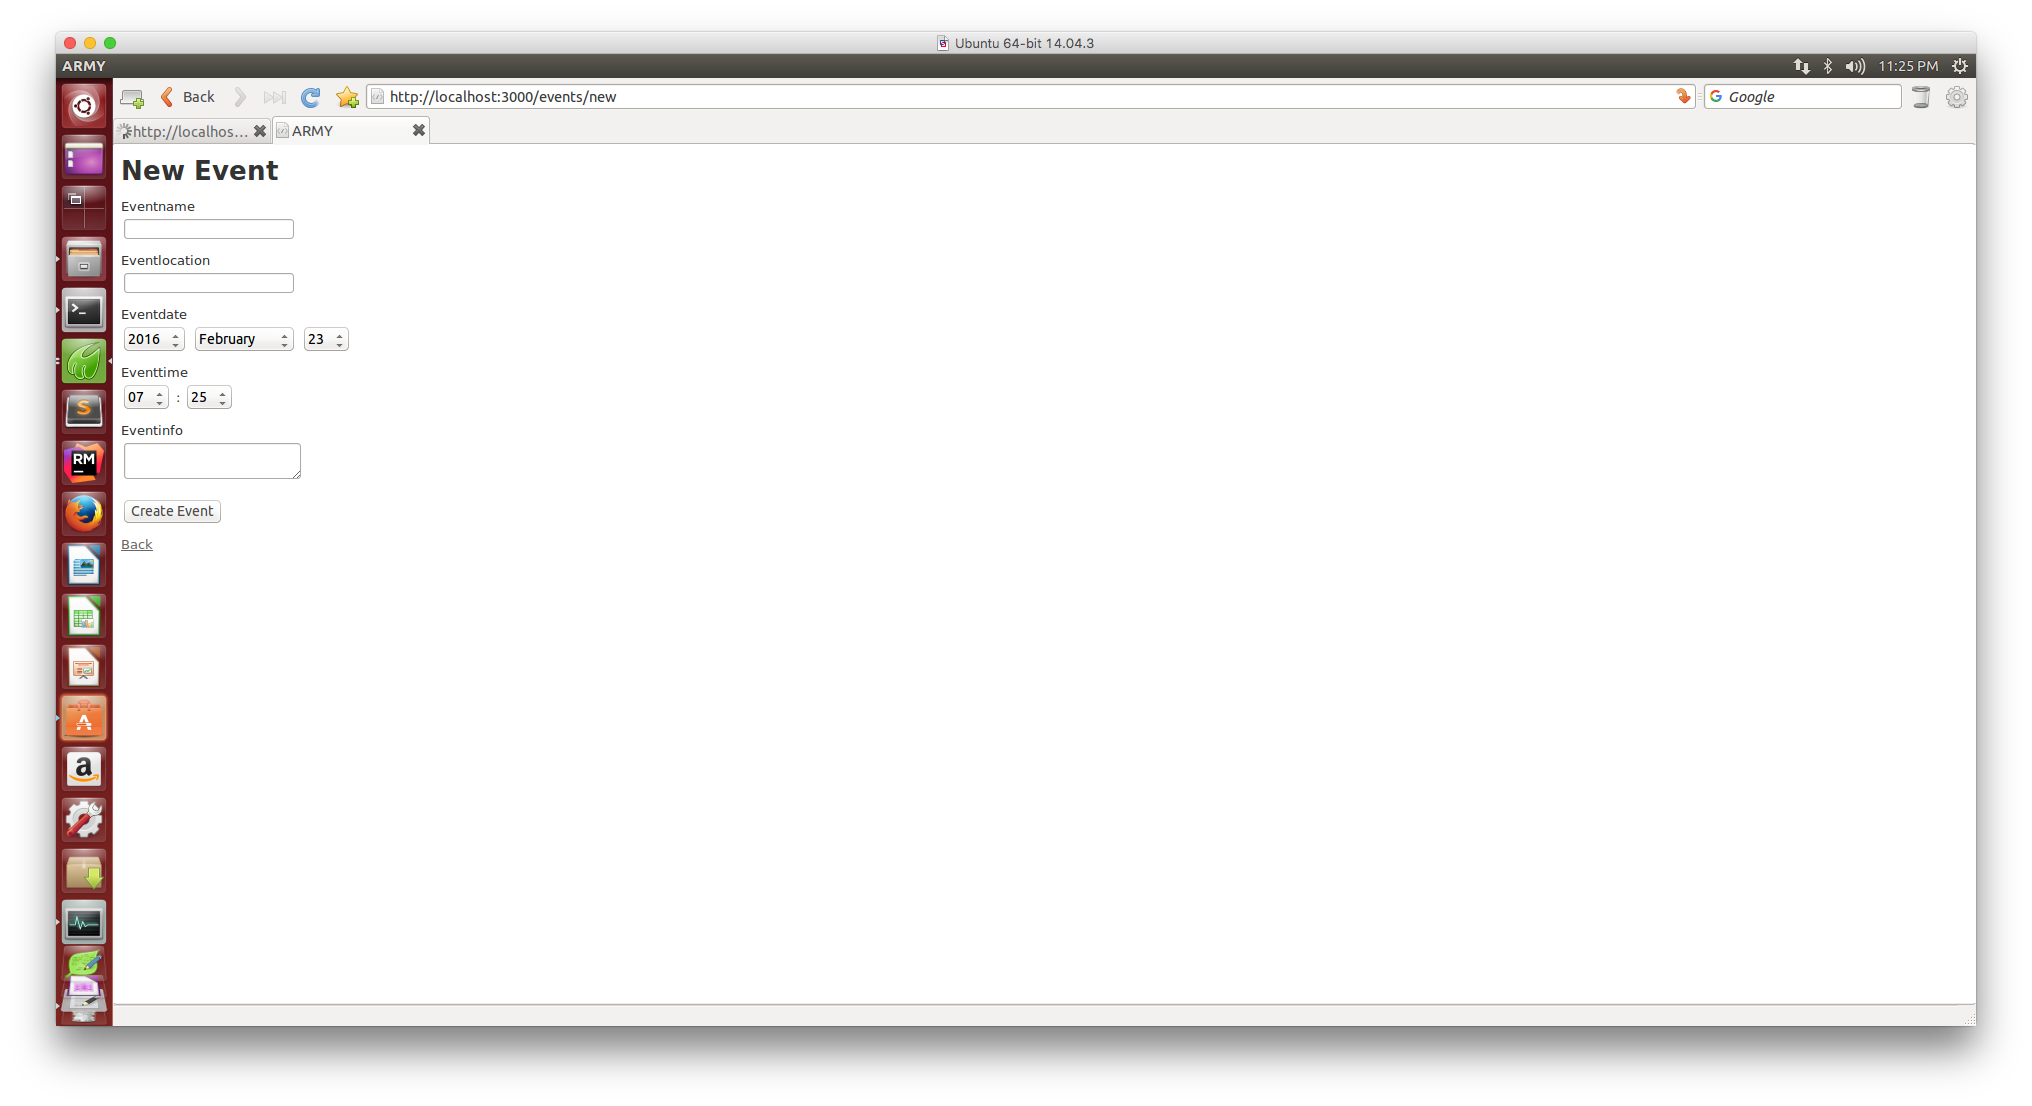 Ubuntu 64-bit 14.04.3
ARMY
11:25 PM
Back
http://localhost:3000/events/new
Google
http://localhos...
ARMY
New Event
Eventname
Eventlocation
Eventdate
2016 February 23
Eventtime
07 : 25
Eventinfo
Create Event
Back
>_
S
RM
A
a